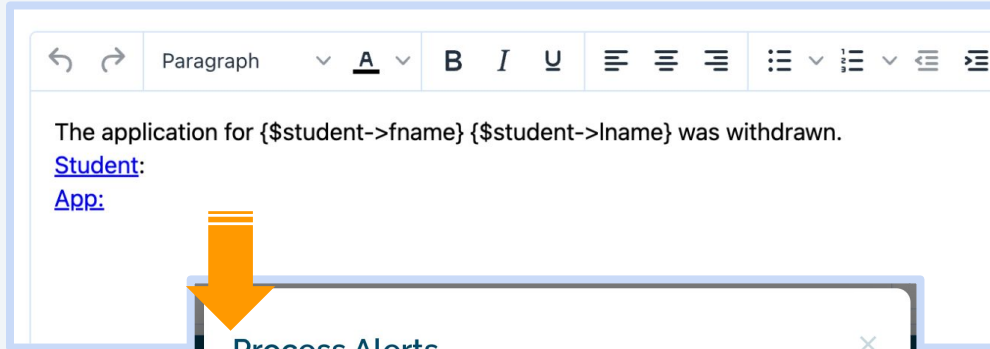 Paragraph A B I U
The application for {$student->fname} {$student->lname} was withdrawn.
Student:
App:
Process Alerts